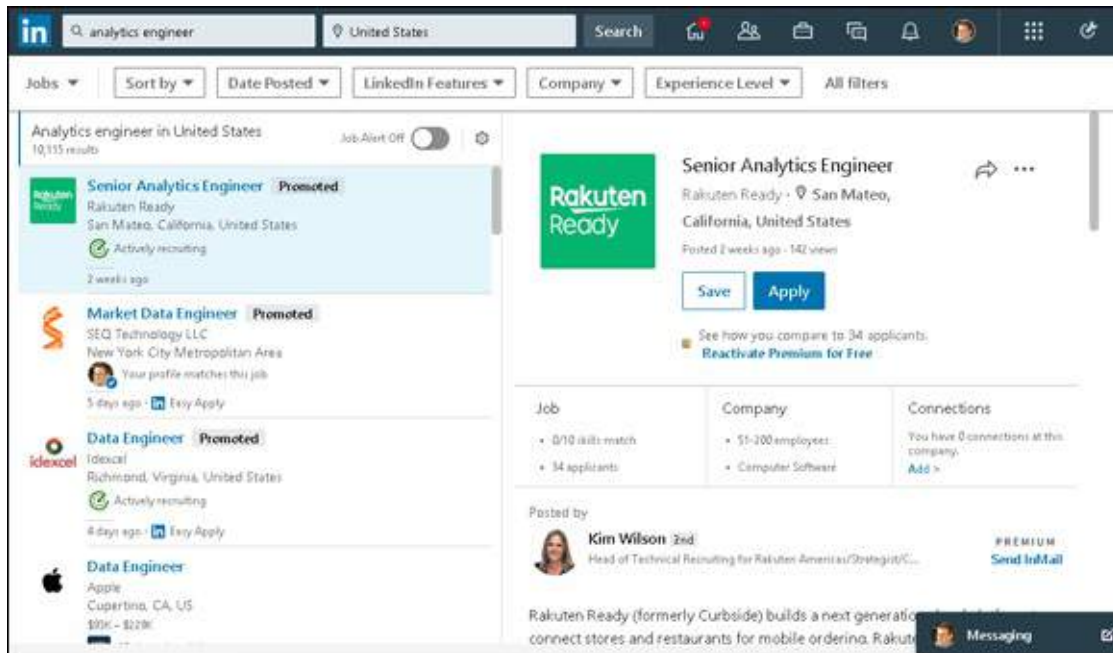 in analytics engineer United States Search
Jobs Sort by Date Posted LinkedIn Features Company Experience Level All filters
Analytics engineer in United States
10,115 results
Job Alert Off
Rakuten
Ready
Senior Analytics Engineer Promoted
Rakuten Ready
San Mateo, California, United States
Actively recruiting
2 weeks ago
Market Data Engineer Promoted
SEQ Technology LLC
New York City Metropolitan Area
Your profile matches this job
5 days ago · in Easy Apply
idexcel
Data Engineer Promoted
Idexcel
Richmond, Virginia, United States
Actively recruiting
4 days ago · in Easy Apply
Data Engineer
Apple
Cupertino, CA, US
Rakuten
Ready
Senior Analytics Engineer
Rakuten Ready · San Mateo,
California, United States
Posted 2 weeks ago · 142 views
Save Apply
See how you compare to 34 applicants.
Reactivate Premium for Free
Job
• 0/10 skills match
• 34 applicants
Company
• 51-200 employees
• Computer Software
Connections
You have 0 connections at this
company.
Add >
Posted by
Kim Wilson 2nd
Head of Technical Recruiting for Rakuten Americas/Strategist/C...
PREMIUM
Send InMail
Rakuten Ready (formerly Curbside) builds a next generation
connect stores and restaurants for mobile ordering.
Messaging